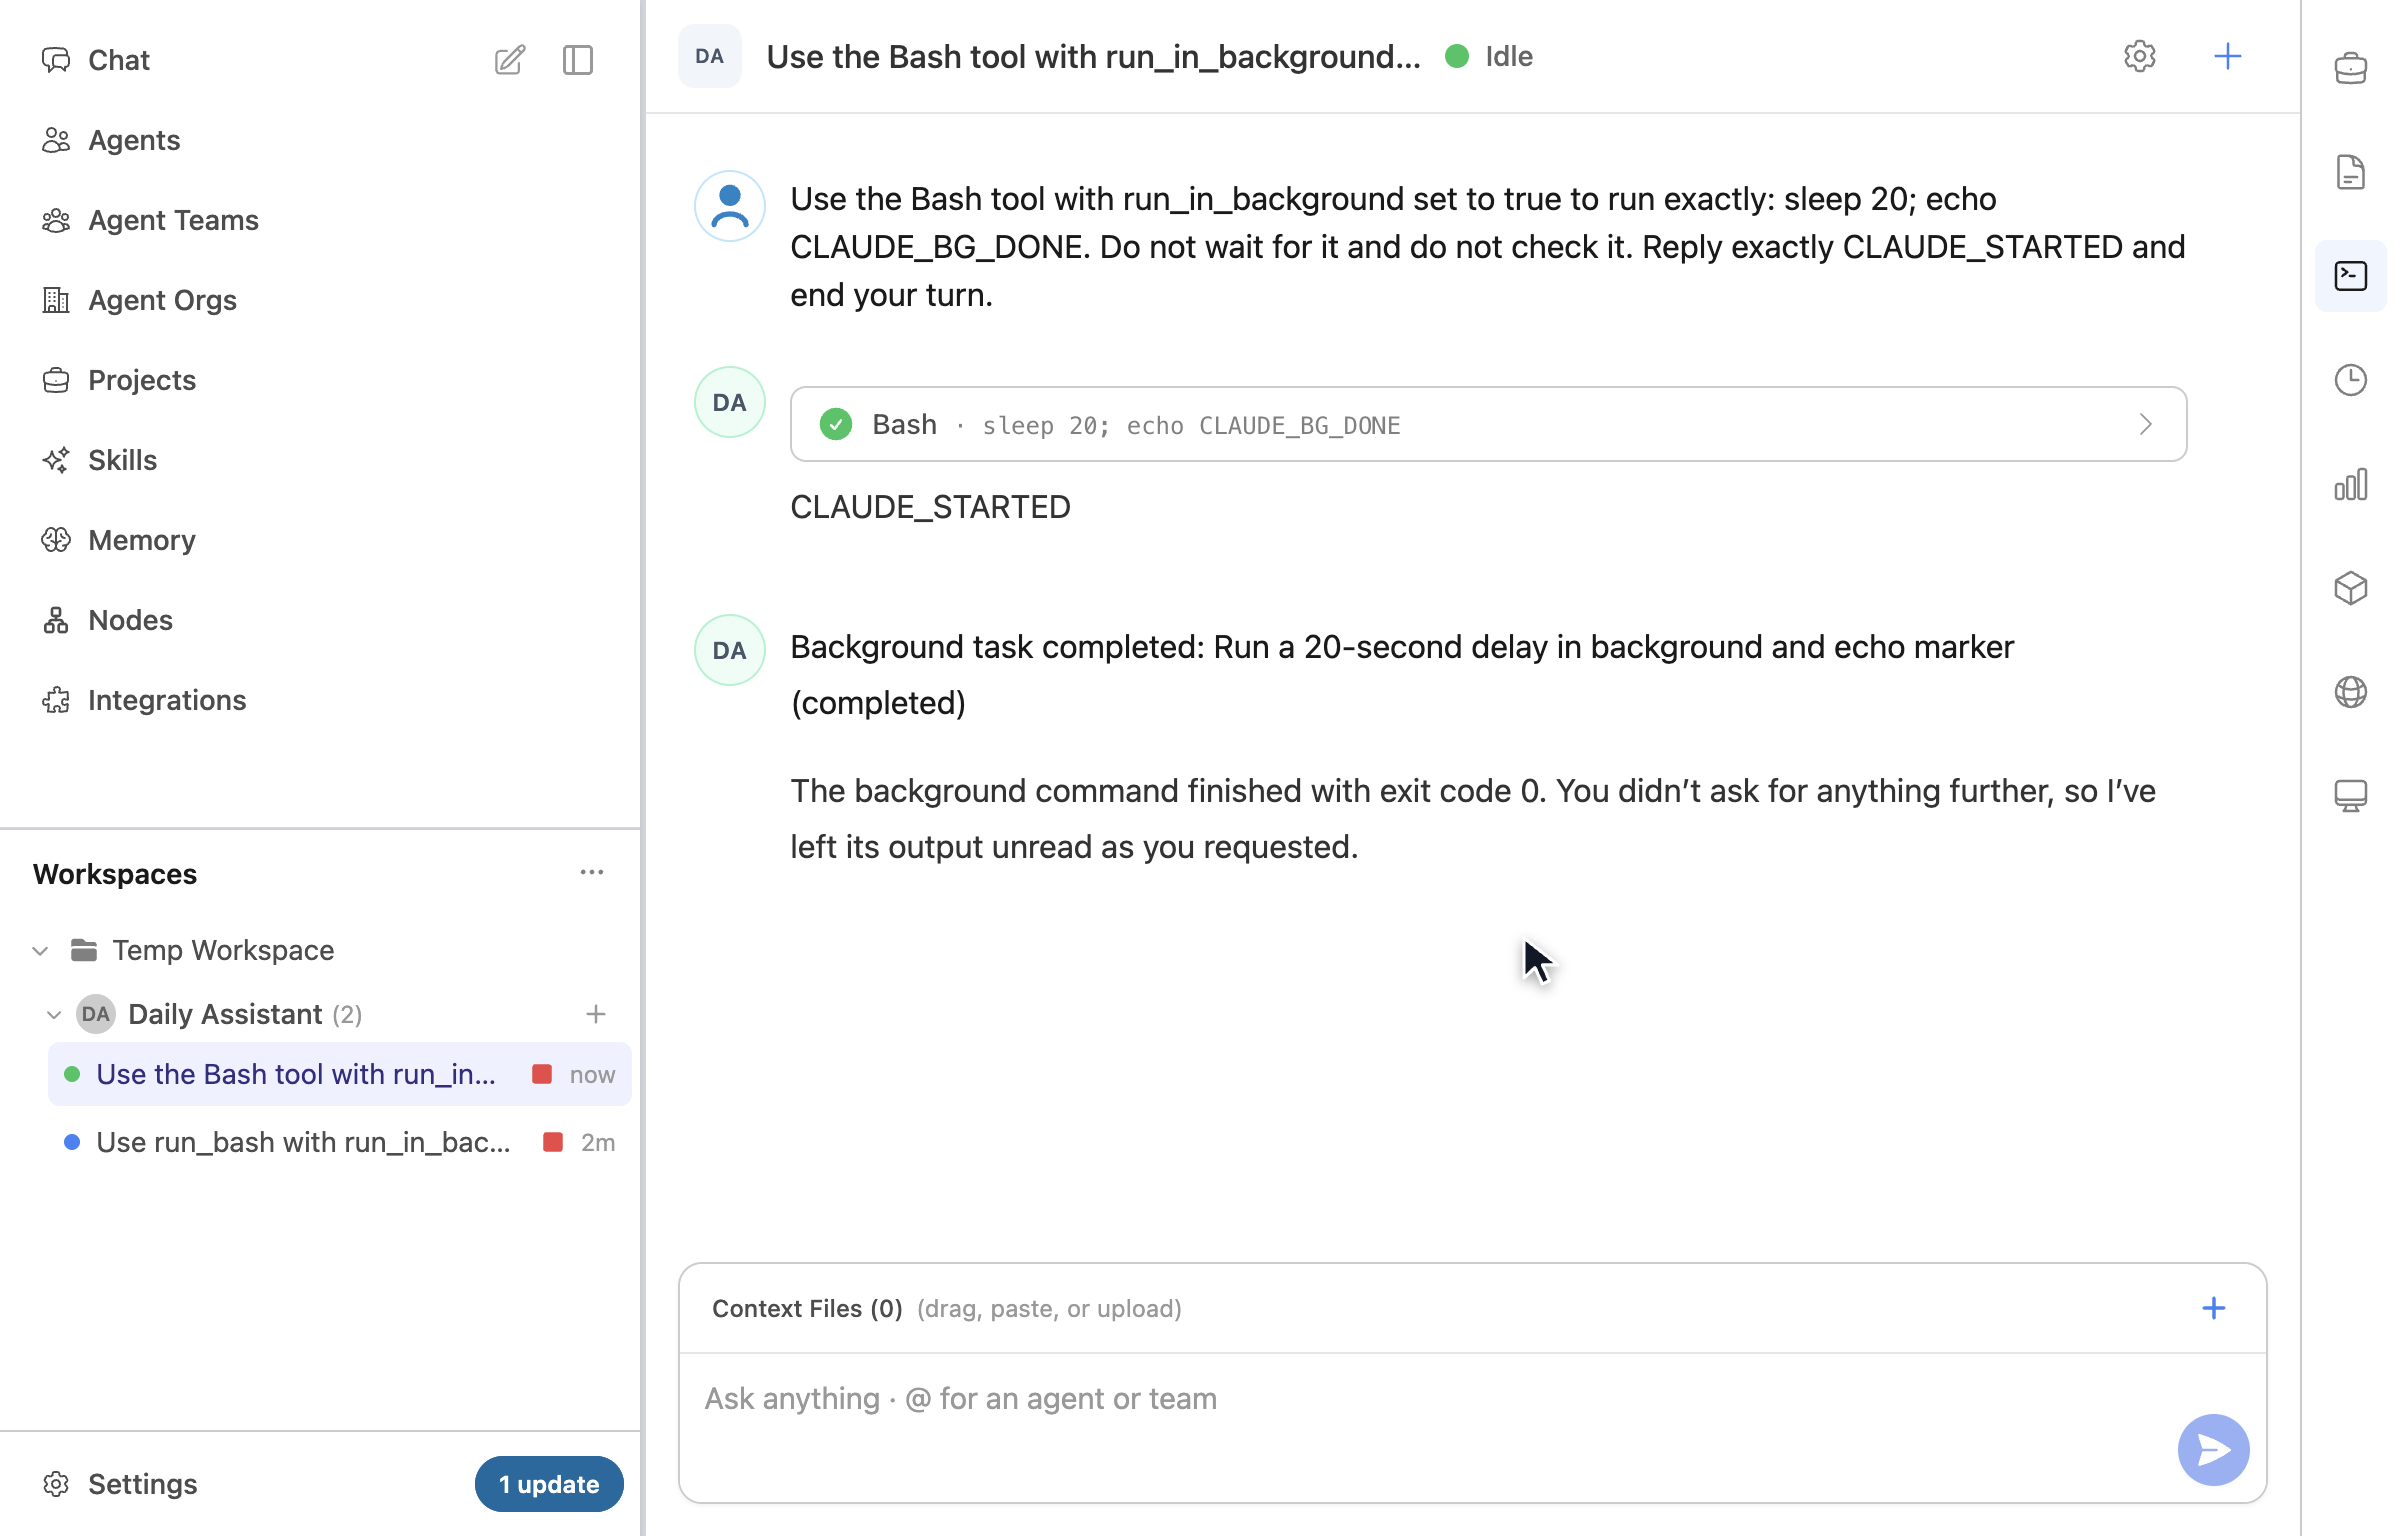 Chat
Agents
Agent Teams
Agent Orgs
Projects
Skills
Memory
Nodes
Integrations
Workspaces
Temp Workspace
DA Daily Assistant (2)
Use the Bash tool with run_in... now
Use run_bash with run_in_bac... 2m
Settings
1 update
DA Use the Bash tool with run_in_background... Idle
Use the Bash tool with run_in_background set to true to run exactly: sleep 20; echo
CLAUDE_BG_DONE. Do not wait for it and do not check it. Reply exactly CLAUDE_STARTED and
end your turn.
DA
Bash · sleep 20; echo CLAUDE_BG_DONE
CLAUDE_STARTED
DA
Background task completed: Run a 20-second delay in background and echo marker
(completed)
The background command finished with exit code 0. You didn’t ask for anything further, so I’ve
left its output unread as you requested.
Context Files (0) (drag, paste, or upload)
Ask anything · @ for an agent or team